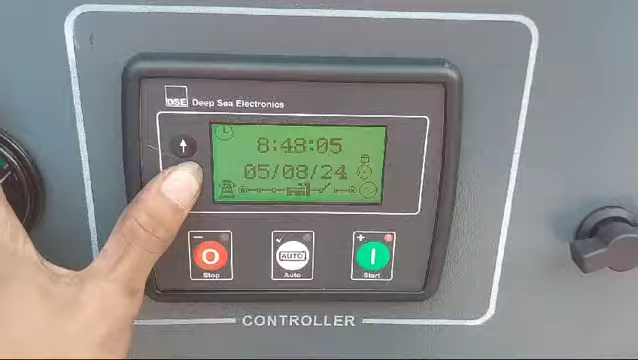 DSE Deep Sea Electronics
8:48:05
05/08/24
Stop
AUTO
Auto
Start
CONTROLLER